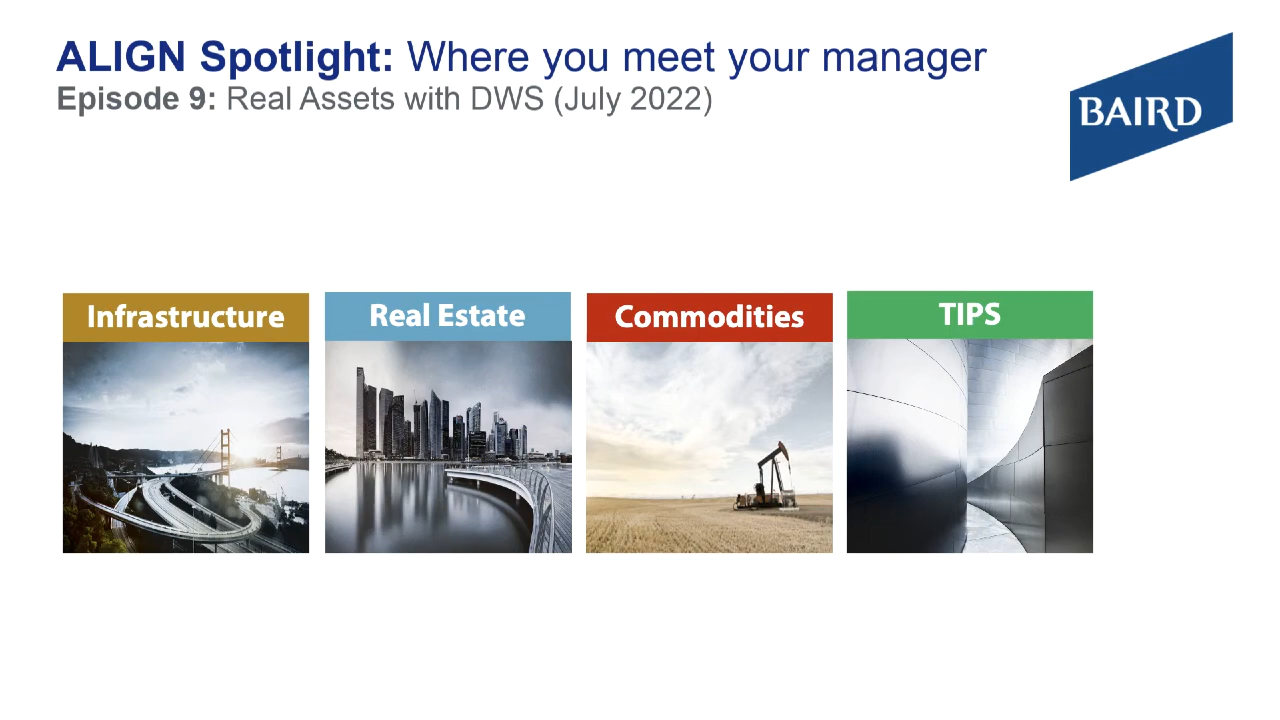 ALIGN Spotlight: Where you meet your manager
Episode 9: Real Assets with DWS (July 2022)
BAIRD
Infrastructure
Real Estate
Commodities
TIPS